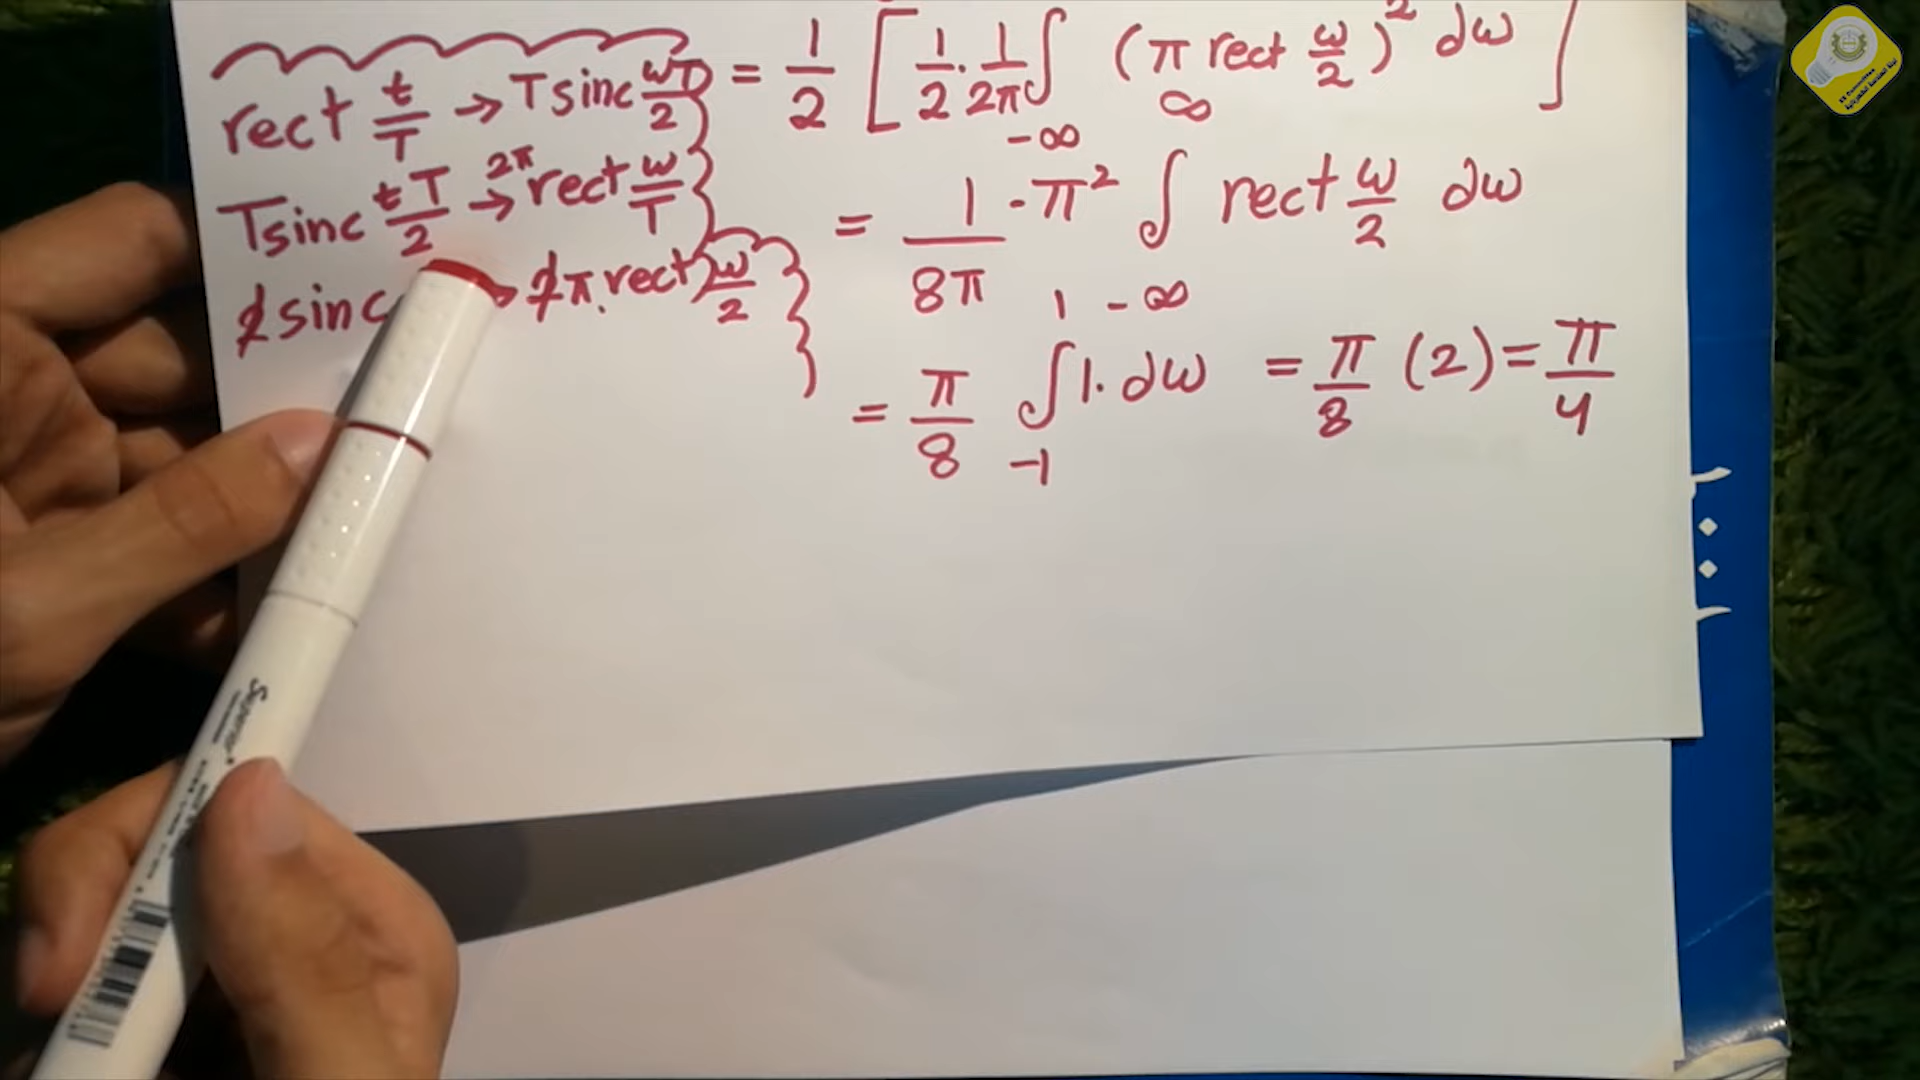 rect t/T → T sinc ωT/2
T sinc tT/2 → 2π rect ω/T
2 sinc → 2π rect ω/2
= 1/2 [ 1/2 . 1/2π ∫ -∞ (π rect ω/2)² dω ]
= 1/8π . π² ∫ -∞ ∞ rect ω/2 dω
= π/8 ∫ -1 1 1. dω = π/8 (2) = π/4
Superior